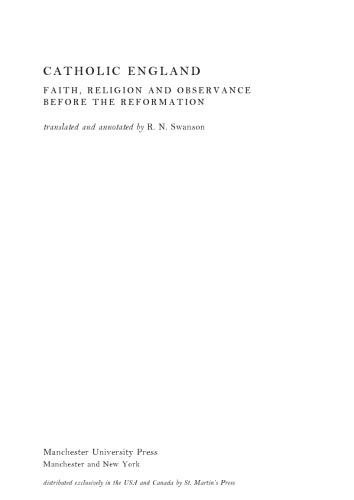 CATHOLIC ENGLAND
FAITH, RELIGION AND OBSERVANCE
BEFORE THE REFORMATION
translated and annotated by R. N. Swanson
Manchester University Press
Manchester and New York
distributed exclusively in the USA and Canada by St. Martin's Press